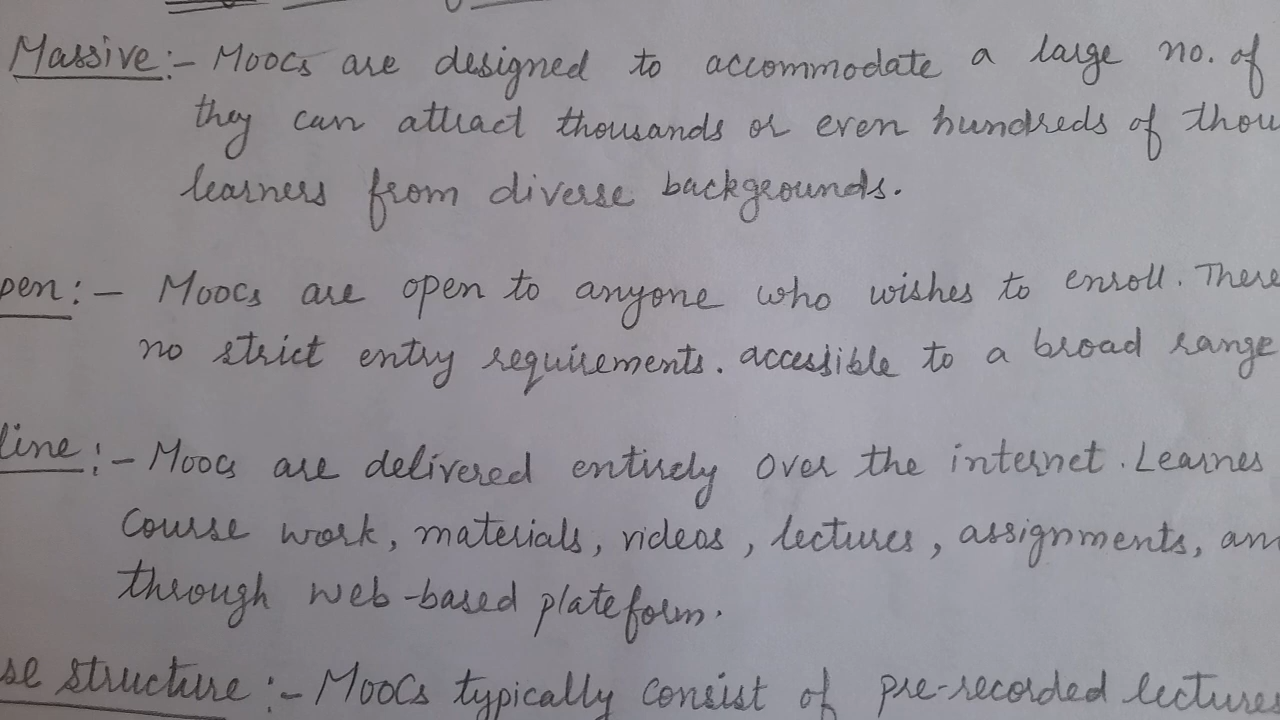 Massive:- Moocs are designed to accommodate a large no. of
they can attract thousands or even hundreds of thou
learners from diverse backgrounds.
pen:- Moocs are open to anyone who wishes to enroll. There
no strict entry requirements. accessible to a broad range
line:- Moocs are delivered entirely over the internet. Learnes
Course work, materials, videos, lectures, assignments, an
through web-based plateform.
se structure:- MOOCs typically consist of pre-recorded lectures